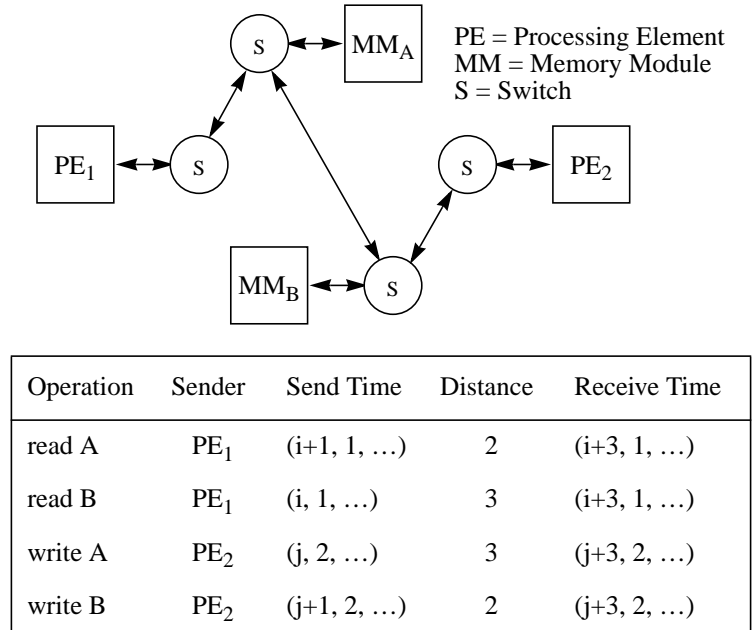 S
MM_A
PE = Processing Element
MM = Memory Module
S = Switch
PE_1
S
S
PE_2
MM_B
S
Operation Sender Send Time Distance Receive Time
read A PE_1 (i+1, 1, …) 2 (i+3, 1, …)
read B PE_1 (i, 1, …) 3 (i+3, 1, …)
write A PE_2 (j, 2, …) 3 (j+3, 2, …)
write B PE_2 (j+1, 2, …) 2 (j+3, 2, …)